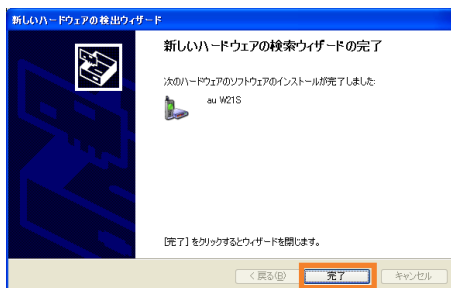 新しいハードウェアの検出ウィザード
新しいハードウェアの検索ウィザードの完了
次のハードウェアのソフトウェアのインストールが完了しました:
au W21S
[完了] をクリックするとウィザードを閉じます。
< 戻る(B)
完了
キャンセル